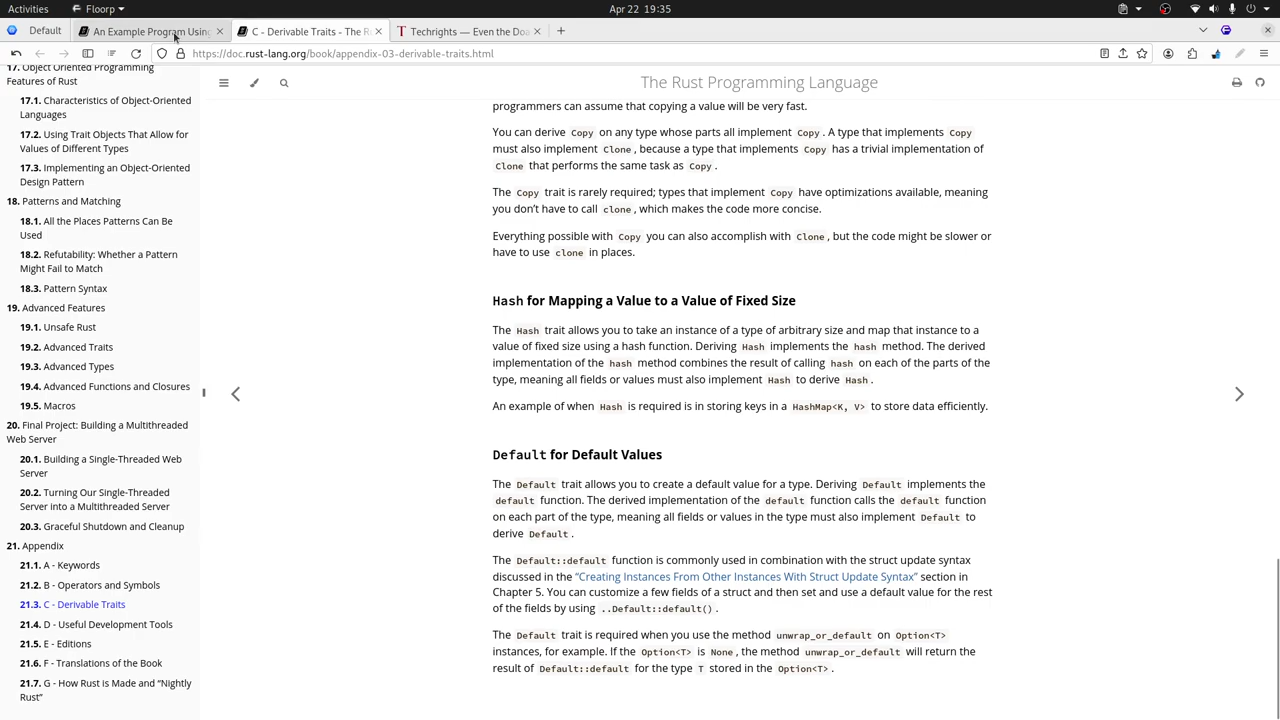 Activities
Floorp
Apr 22 19:35
Default
An Example Program Using
C - Derivable Traits - The Ru
Techrights — Even the Doa
https://doc.rust-lang.org/book/appendix-03-derivable-traits.html
17. Object Oriented Programming
Features of Rust
17.1. Characteristics of Object-Oriented
Languages
17.2. Using Trait Objects That Allow for
Values of Different Types
17.3. Implementing an Object-Oriented
Design Pattern
18. Patterns and Matching
18.1. All the Places Patterns Can Be
Used
18.2. Refutability: Whether a Pattern
Might Fail to Match
18.3. Pattern Syntax
19. Advanced Features
19.1. Unsafe Rust
19.2. Advanced Traits
19.3. Advanced Types
19.4. Advanced Functions and Closures
19.5. Macros
20. Final Project: Building a Multithreaded
Web Server
20.1. Building a Single-Threaded Web
Server
20.2. Turning Our Single-Threaded
Server into a Multithreaded Server
20.3. Graceful Shutdown and Cleanup
21. Appendix
21.1. A - Keywords
21.2. B - Operators and Symbols
21.3. C - Derivable Traits
21.4. D - Useful Development Tools
21.5. E - Editions
21.6. F - Translations of the Book
21.7. G - How Rust is Made and “Nightly
Rust”
The Rust Programming Language
programmers can assume that copying a value will be very fast.
You can derive Copy on any type whose parts all implement Copy. A type that implements Copy
must also implement Clone, because a type that implements Copy has a trivial implementation of
Clone that performs the same task as Copy.
The Copy trait is rarely required; types that implement Copy have optimizations available, meaning
you don’t have to call clone, which makes the code more concise.
Everything possible with Copy you can also accomplish with Clone, but the code might be slower or
have to use clone in places.
Hash for Mapping a Value to a Value of Fixed Size
The Hash trait allows you to take an instance of a type of arbitrary size and map that instance to a
value of fixed size using a hash function. Deriving Hash implements the hash method. The derived
implementation of the hash method combines the result of calling hash on each of the parts of the
type, meaning all fields or values must also implement Hash to derive Hash.
An example of when Hash is required is in storing keys in a HashMap<K, V> to store data efficiently.
Default for Default Values
The Default trait allows you to create a default value for a type. Deriving Default implements the
default function. The derived implementation of the default function calls the default function
on each part of the type, meaning all fields or values in the type must also implement Default to
derive Default.
The Default::default function is commonly used in combination with the struct update syntax
discussed in the “Creating Instances From Other Instances With Struct Update Syntax” section in
Chapter 5. You can customize a few fields of a struct and then set and use a default value for the rest
of the fields by using ..Default::default().
The Default trait is required when you use the method unwrap_or_default on Option<T>
instances, for example. If the Option<T> is None, the method unwrap_or_default will return the
result of Default::default for the type T stored in the Option<T>.